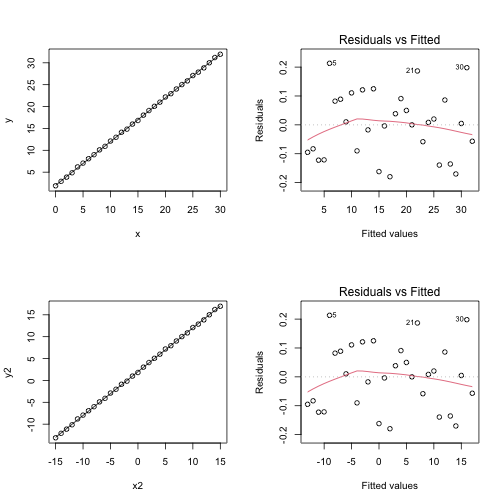 y
30
25
20
15
10
5
0 5 10 15 20 25 30
x
Residuals vs Fitted
Residuals
0.2
0.1
0.0
-0.1
-0.2
5
21
30
5 10 15 20 25 30
Fitted values
y2
15
10
5
0
-5
-10
-15 -10 -5 0 5 10 15
x2
Residuals vs Fitted
Residuals
0.2
0.1
0.0
-0.1
-0.2
5
21
30
-10 -5 0 5 10 15
Fitted values